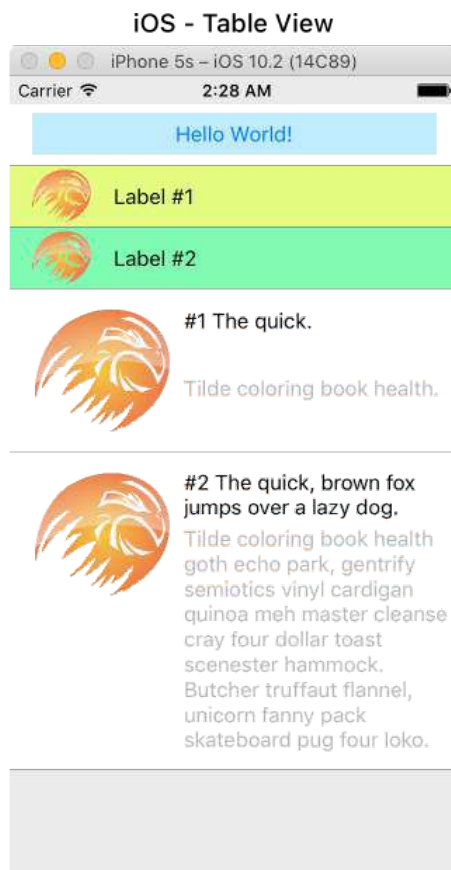 iOS - Table View
iPhone 5s – iOS 10.2 (14C89)
Carrier 2:28 AM
Hello World!
Label #1
Label #2
#1 The quick.
Tilde coloring book health.
#2 The quick, brown fox
jumps over a lazy dog.
Tilde coloring book health
goth echo park, gentrify
semiotics vinyl cardigan
quinoa meh master cleanse
cray four dollar toast
scenester hammock.
Butcher truffaut flannel,
unicorn fanny pack
skateboard pug four loko.